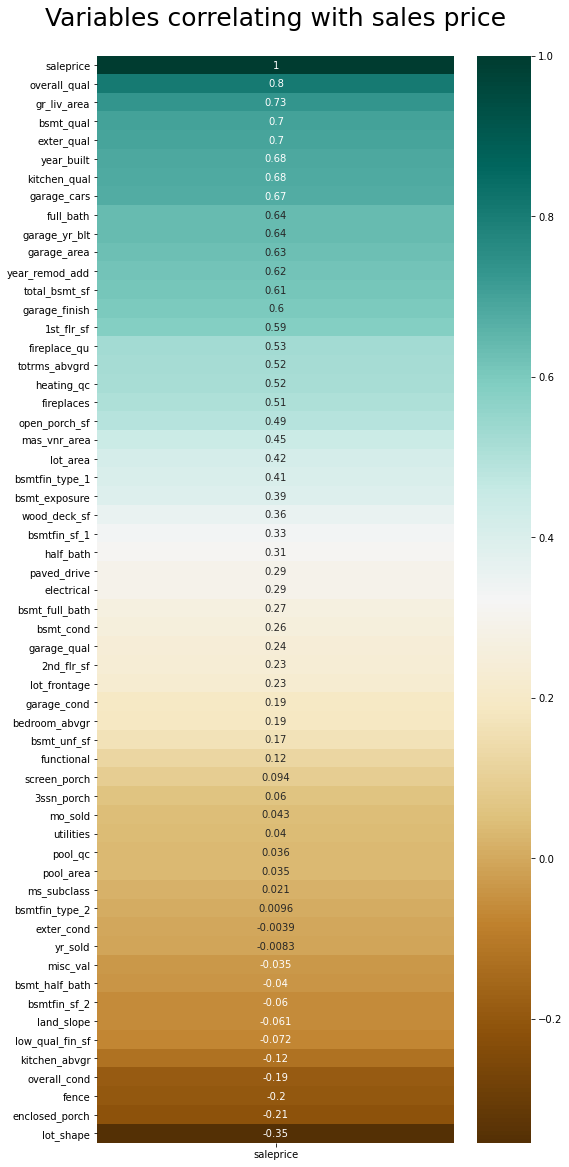 Variables correlating with sales price
saleprice 1
overall_qual 0.8
gr_liv_area 0.73
bsmt_qual 0.7
exter_qual 0.7
year_built 0.68
kitchen_qual 0.68
garage_cars 0.67
full_bath 0.64
garage_yr_blt 0.64
garage_area 0.63
year_remod_add 0.62
total_bsmt_sf 0.61
garage_finish 0.6
1st_flr_sf 0.59
fireplace_qu 0.53
totrms_abvgrd 0.52
heating_qc 0.52
fireplaces 0.51
open_porch_sf 0.49
mas_vnr_area 0.45
lot_area 0.42
bsmtfin_type_1 0.41
bsmt_exposure 0.39
wood_deck_sf 0.36
bsmtfin_sf_1 0.33
half_bath 0.31
paved_drive 0.29
electrical 0.29
bsmt_full_bath 0.27
bsmt_cond 0.26
garage_qual 0.24
2nd_flr_sf 0.23
lot_frontage 0.23
garage_cond 0.19
bedroom_abvgr 0.19
bsmt_unf_sf 0.17
functional 0.12
screen_porch 0.094
3ssn_porch 0.06
mo_sold 0.043
utilities 0.04
pool_qc 0.036
pool_area 0.035
ms_subclass 0.021
bsmtfin_type_2 0.0096
exter_cond -0.0039
yr_sold -0.0083
misc_val -0.035
bsmt_half_bath -0.04
bsmtfin_sf_2 -0.06
land_slope -0.061
low_qual_fin_sf -0.072
kitchen_abvgr -0.12
overall_cond -0.19
fence -0.2
enclosed_porch -0.21
lot_shape -0.35
saleprice
1.0
0.8
0.6
0.4
0.2
0.0
−0.2